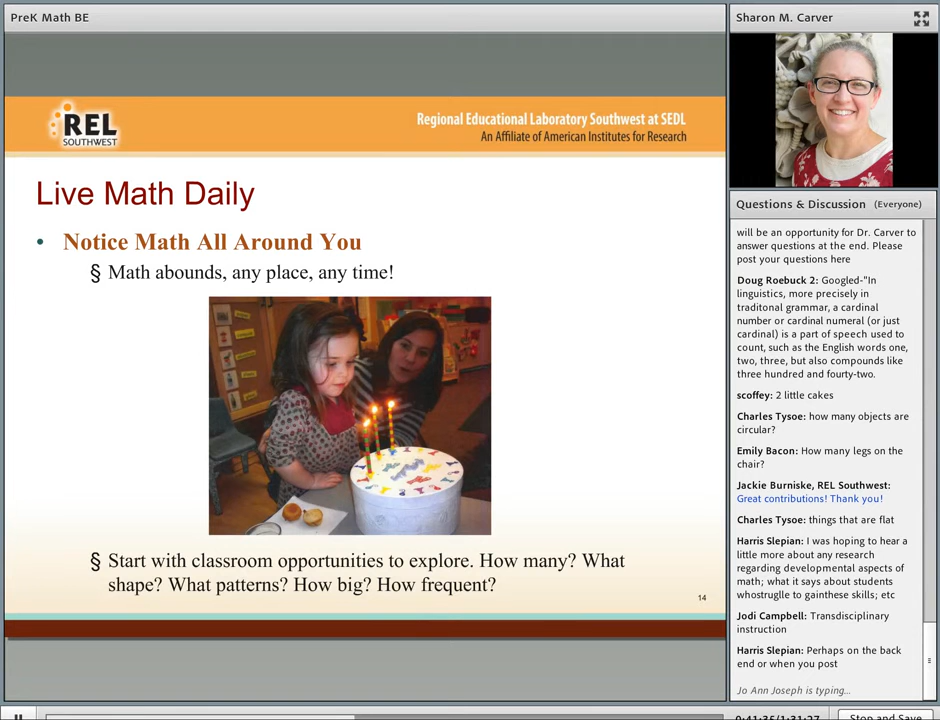 PreK Math BE
REL
SOUTHWEST
Regional Educational Laboratory Southwest at SEDL
An Affiliate of American Institutes for Research
Live Math Daily
• Notice Math All Around You
§ Math abounds, any place, any time!
§ Start with classroom opportunities to explore. How many? What
shape? What patterns? How big? How frequent?
14
Sharon M. Carver
Questions & Discussion (Everyone)
will be an opportunity for Dr. Carver to
answer questions at the end. Please
post your questions here
Doug Roebuck 2: Googled-"In
linguistics, more precisely in
traditonal grammar, a cardinal
number or cardinal numeral (or just
cardinal) is a part of speech used to
count, such as the English words one,
two, three, but also compounds like
three hundred and fourty-two.
scoffey: 2 little cakes
Charles Tysoe: how many objects are
circular?
Emily Bacon: How many legs on the
chair?
Jackie Burniske, REL Southwest:
Great contributions! Thank you!
Charles Tysoe: things that are flat
Harris Slepian: I was hoping to hear a
little more about any research
regarding developmental aspects of
math; what it says about students
whostruglle to gainthese skills; etc
Jodi Campbell: Transdisciplinary
instruction
Harris Slepian: Perhaps on the back
end or when you post
Jo Ann Joseph is typing...
0:41:36/1:31:27
Stop and Save